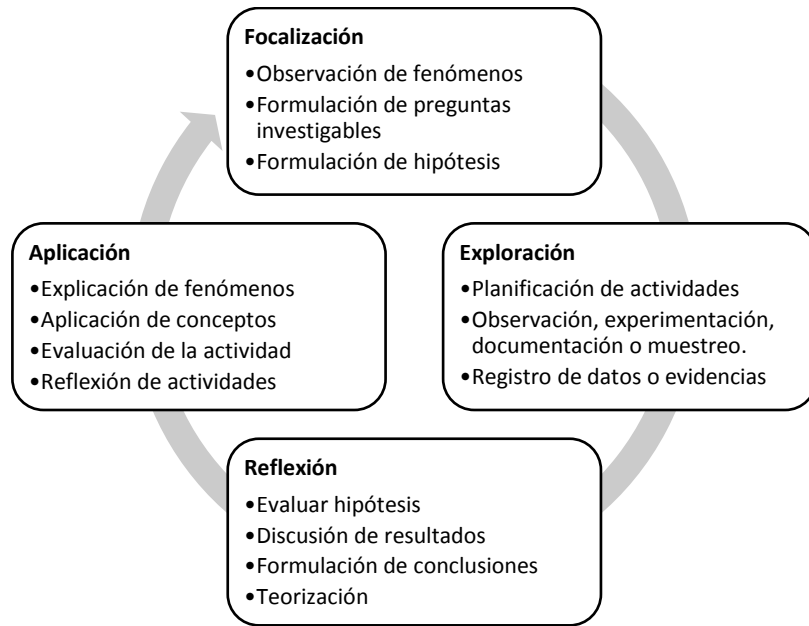 Focalización
•Observación de fenómenos
•Formulación de preguntas
investigables
•Formulación de hipótesis
Exploración
•Planificación de actividades
•Observación, experimentación,
documentación o muestreo.
•Registro de datos o evidencias
Reflexión
•Evaluar hipótesis
•Discusión de resultados
•Formulación de conclusiones
•Teorización
Aplicación
•Explicación de fenómenos
•Aplicación de conceptos
•Evaluación de la actividad
•Reflexión de actividades